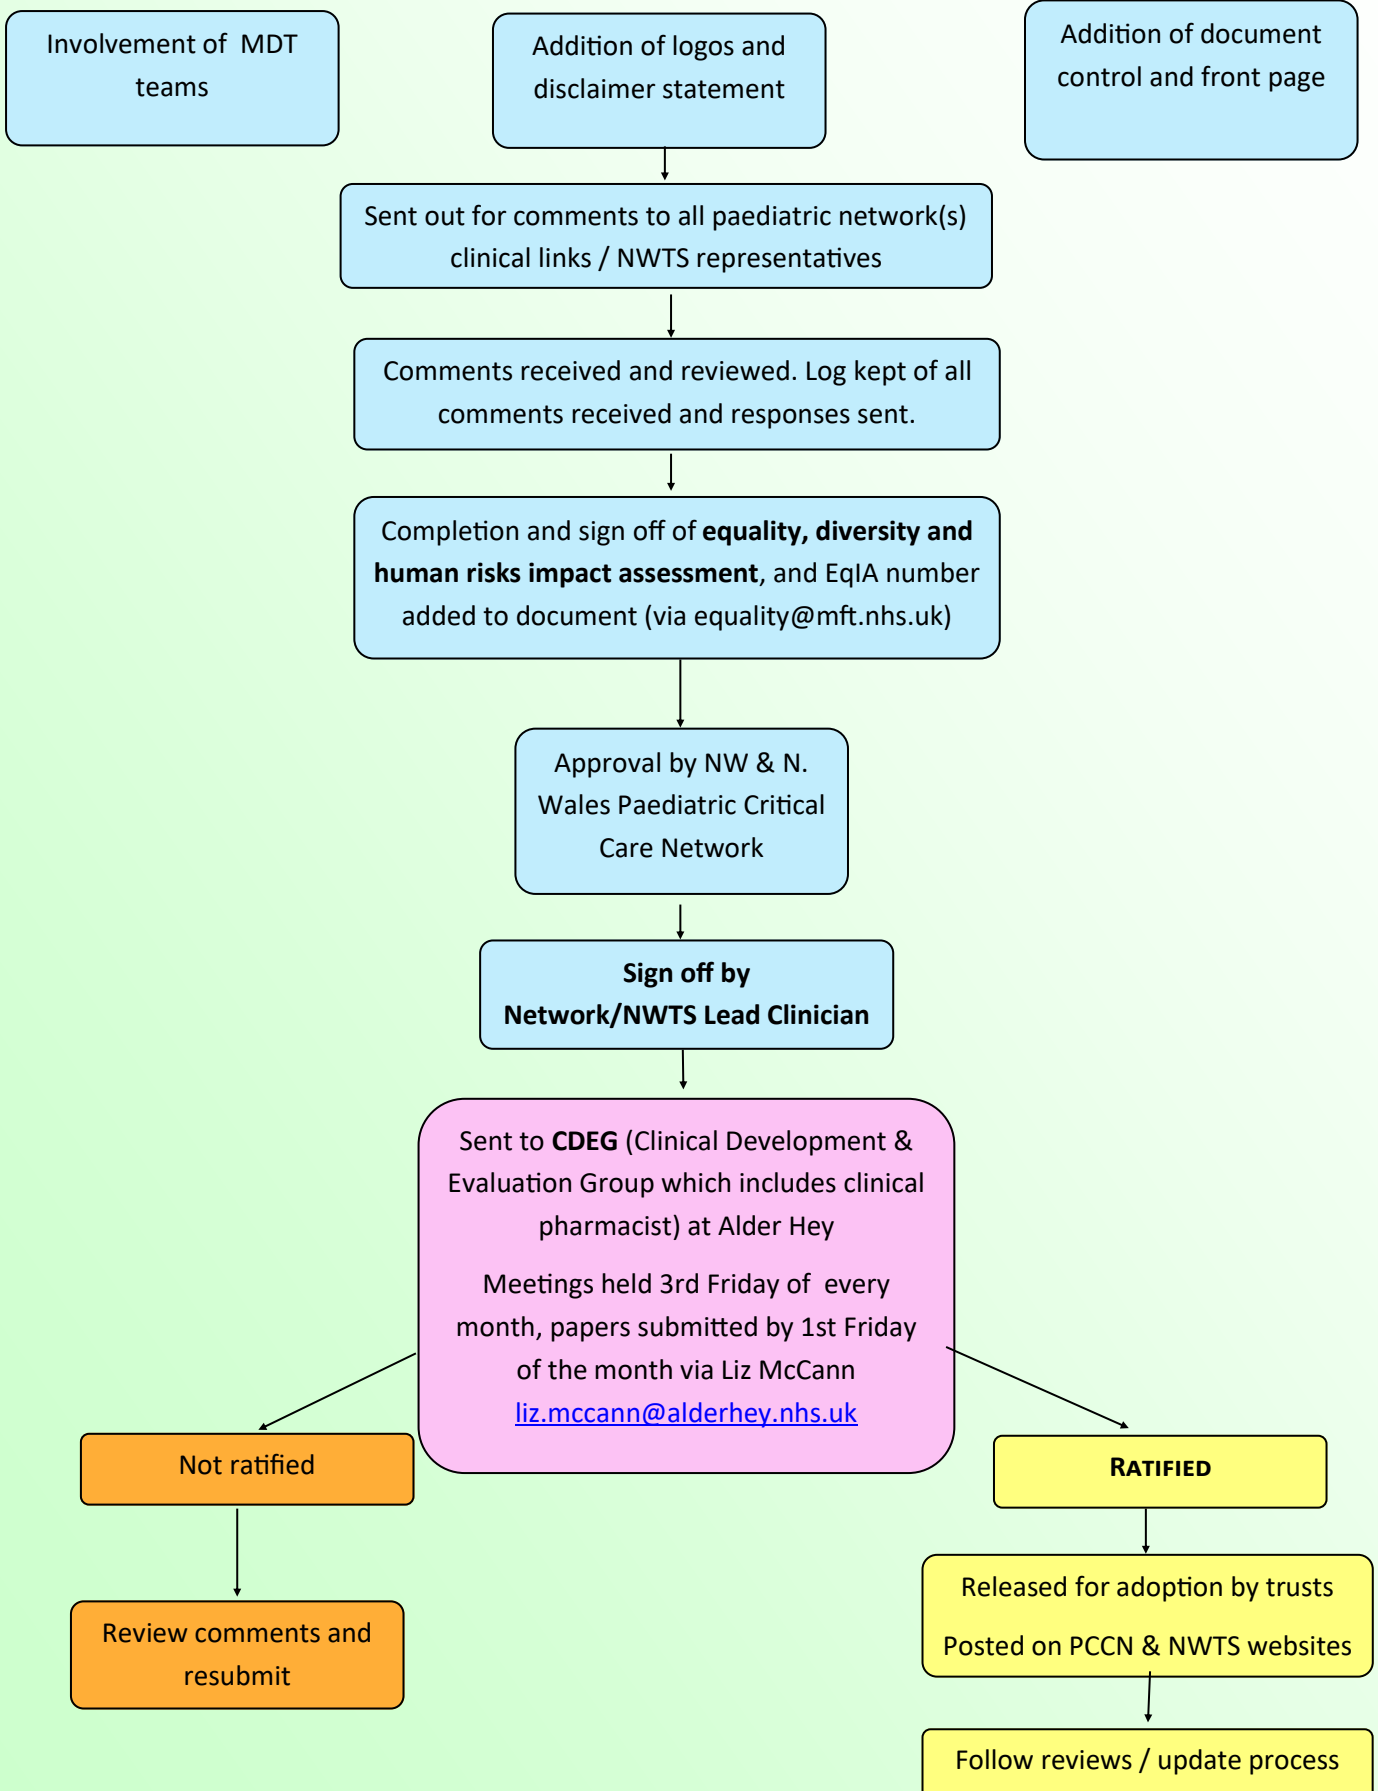 Involvement of MDT
teams
Addition of logos and
disclaimer statement
Addition of document
control and front page
Sent out for comments to all paediatric network(s)
clinical links / NWTS representatives
Comments received and reviewed. Log kept of all
comments received and responses sent.
Completion and sign off of equality, diversity and
human risks impact assessment, and EqIA number
added to document (via equality@mft.nhs.uk)
Approval by NW & N.
Wales Paediatric Critical
Care Network
Sign off by
Network/NWTS Lead Clinician
Sent to CDEG (Clinical Development &
Evaluation Group which includes clinical
pharmacist) at Alder Hey
Meetings held 3rd Friday of every
month, papers submitted by 1st Friday
of the month via Liz McCann
liz.mccann@alderhey.nhs.uk
Not ratified
Review comments and
resubmit
RATIFIED
Released for adoption by trusts
Posted on PCCN & NWTS websites
Follow reviews / update process